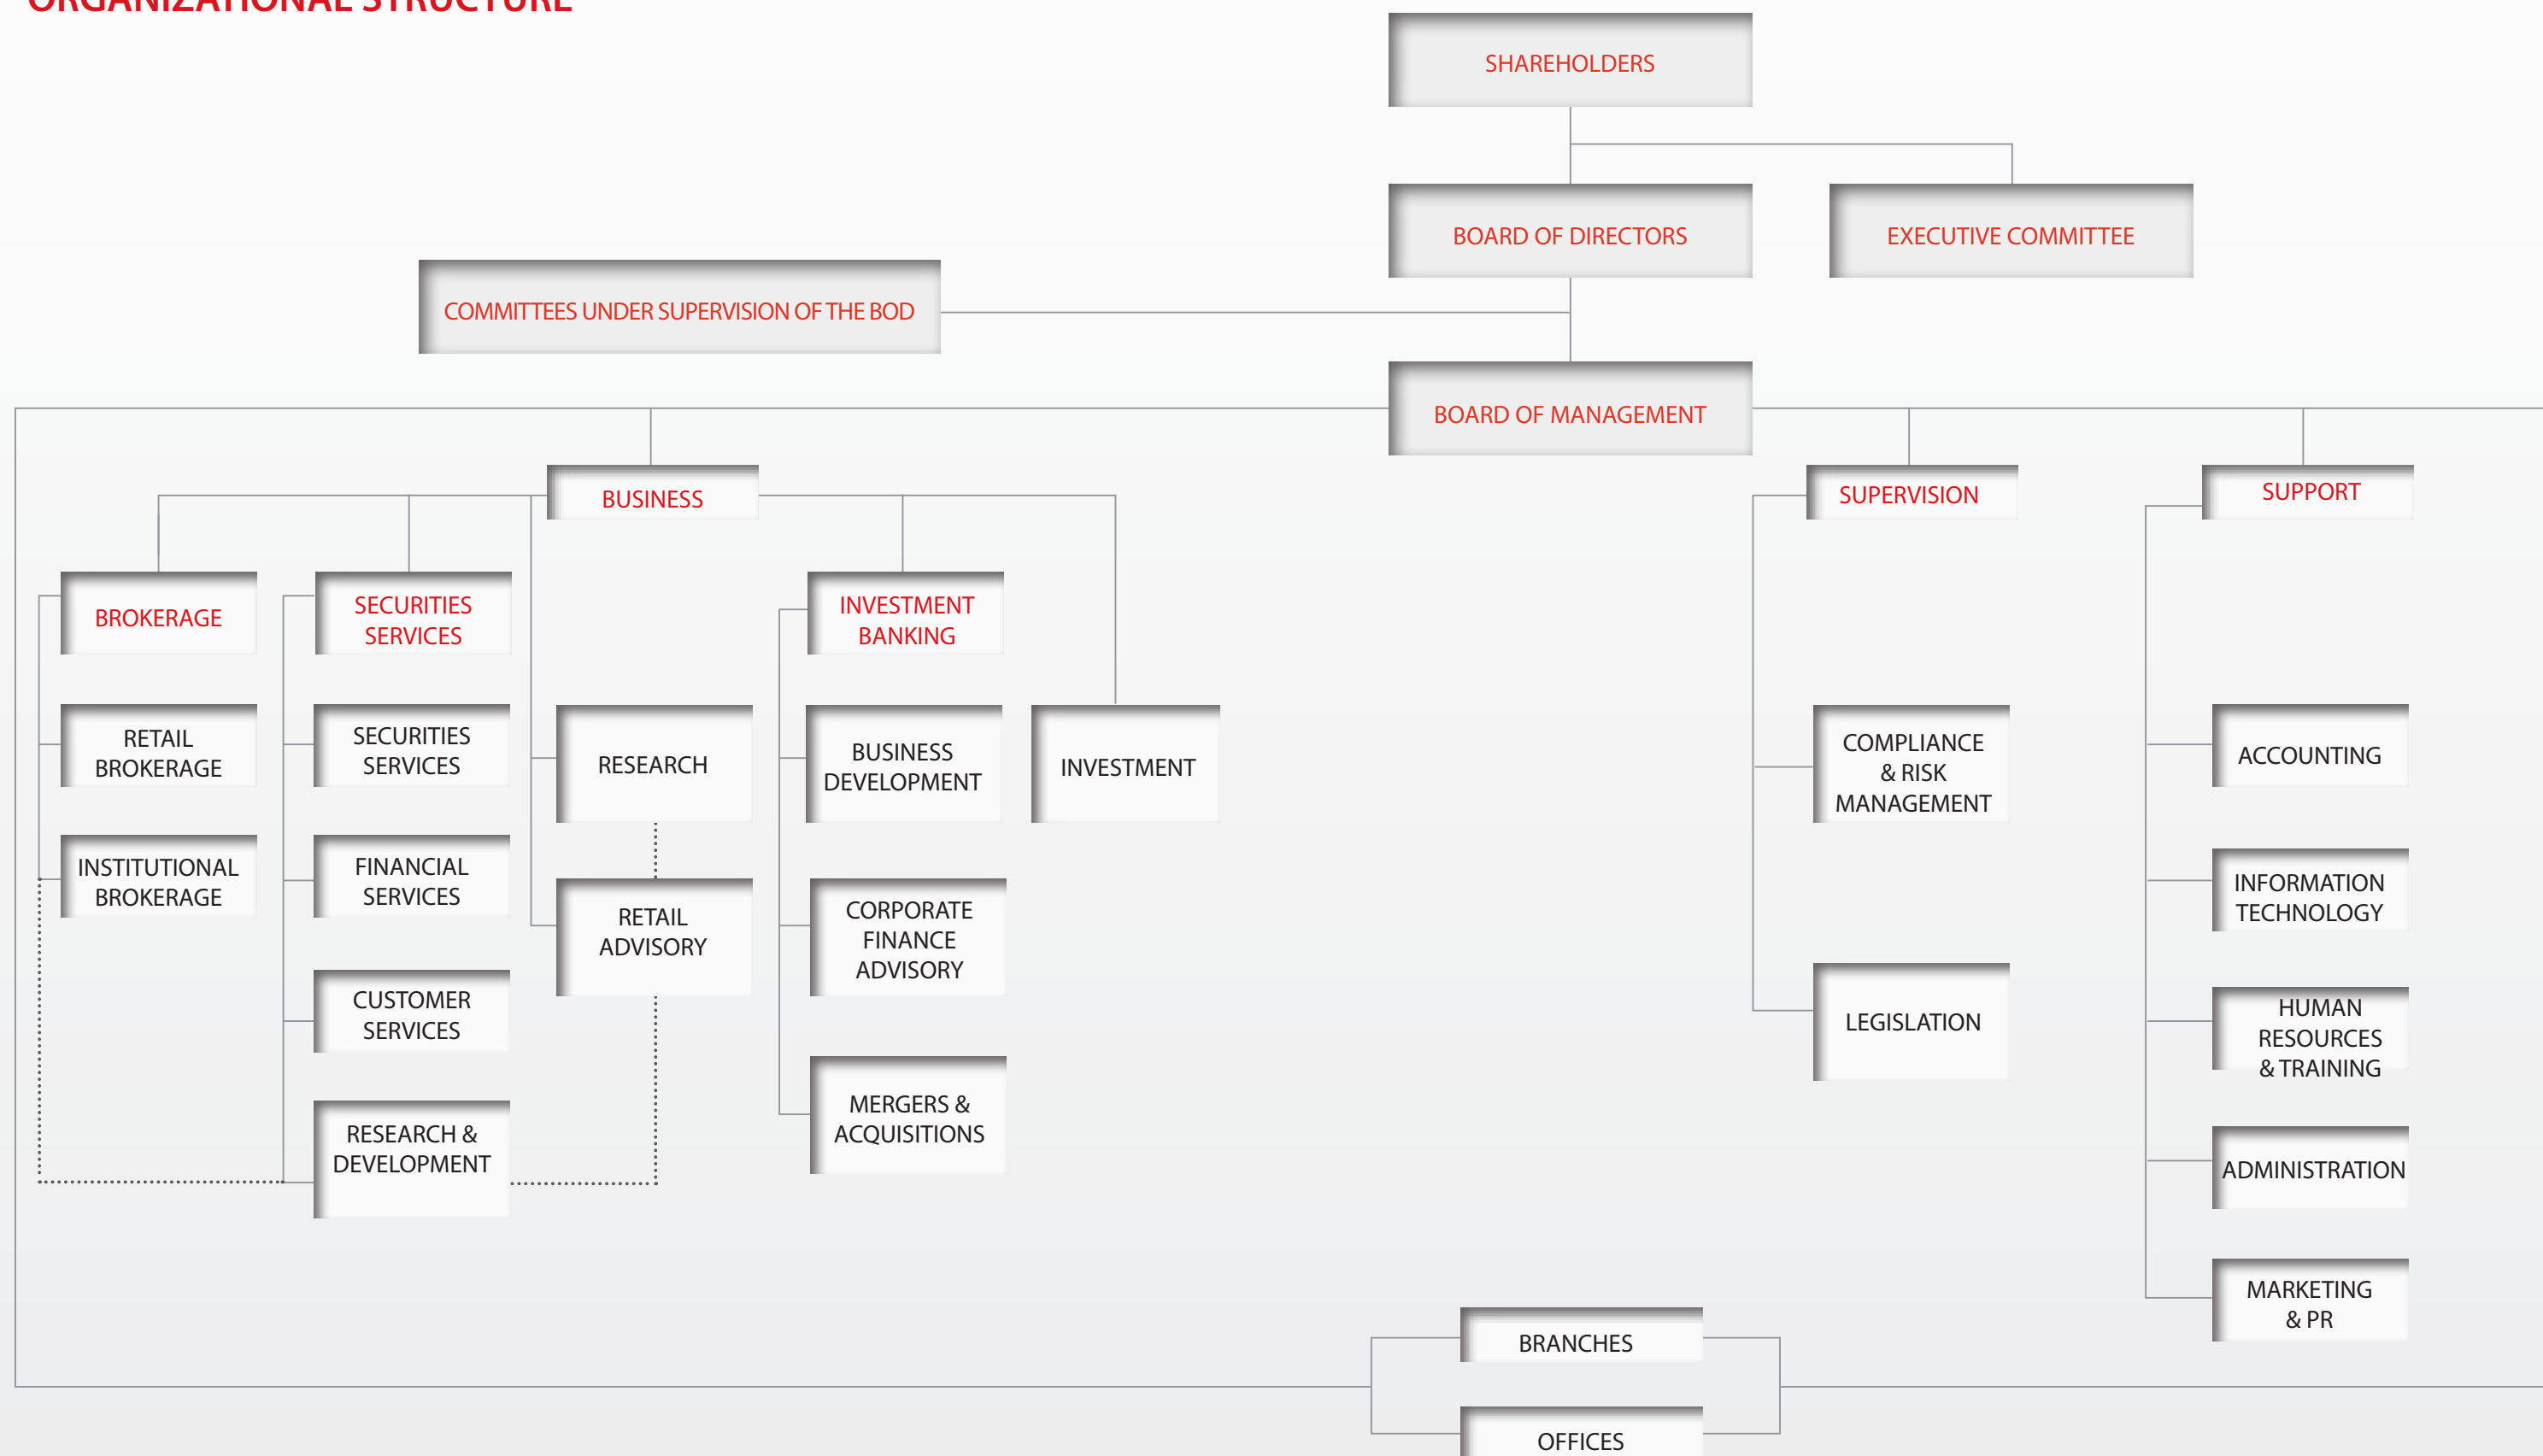 ORGANIZATIONAL STRUCTURE
SHAREHOLDERS
BOARD OF DIRECTORS
EXECUTIVE COMMITTEE
COMMITTEES UNDER SUPERVISION OF THE BOD
BOARD OF MANAGEMENT
BUSINESS
SUPERVISION
SUPPORT
BROKERAGE
RETAIL
BROKERAGE
INSTITUTIONAL
BROKERAGE
SECURITIES
SERVICES
SECURITIES
SERVICES
FINANCIAL
SERVICES
CUSTOMER
SERVICES
RESEARCH &
DEVELOPMENT
RESEARCH
RETAIL
ADVISORY
INVESTMENT
BANKING
BUSINESS
DEVELOPMENT
CORPORATE
FINANCE
ADVISORY
MERGERS &
ACQUISITIONS
INVESTMENT
COMPLIANCE
& RISK
MANAGEMENT
LEGISLATION
ACCOUNTING
INFORMATION
TECHNOLOGY
HUMAN
RESOURCES
& TRAINING
ADMINISTRATION
MARKETING
& PR
BRANCHES
OFFICES